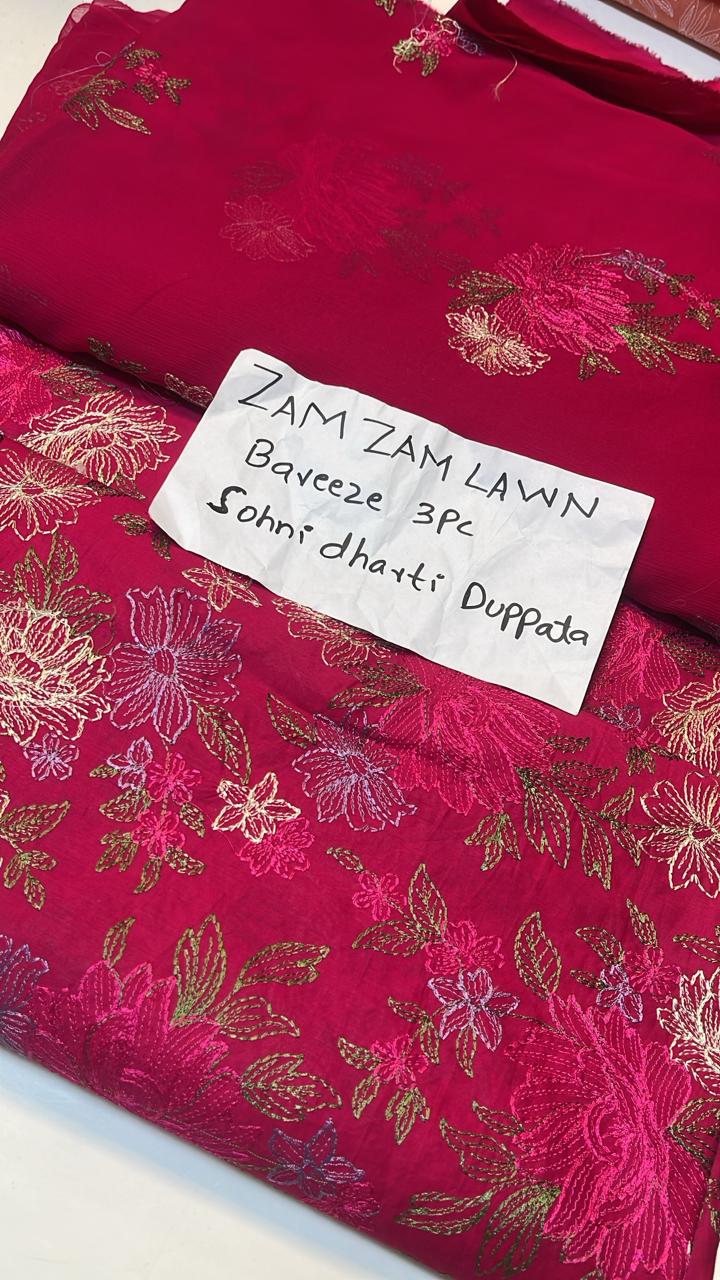 ZAM ZAM LAWN
Baveeze 3Pc
Sohni dharti Duppata